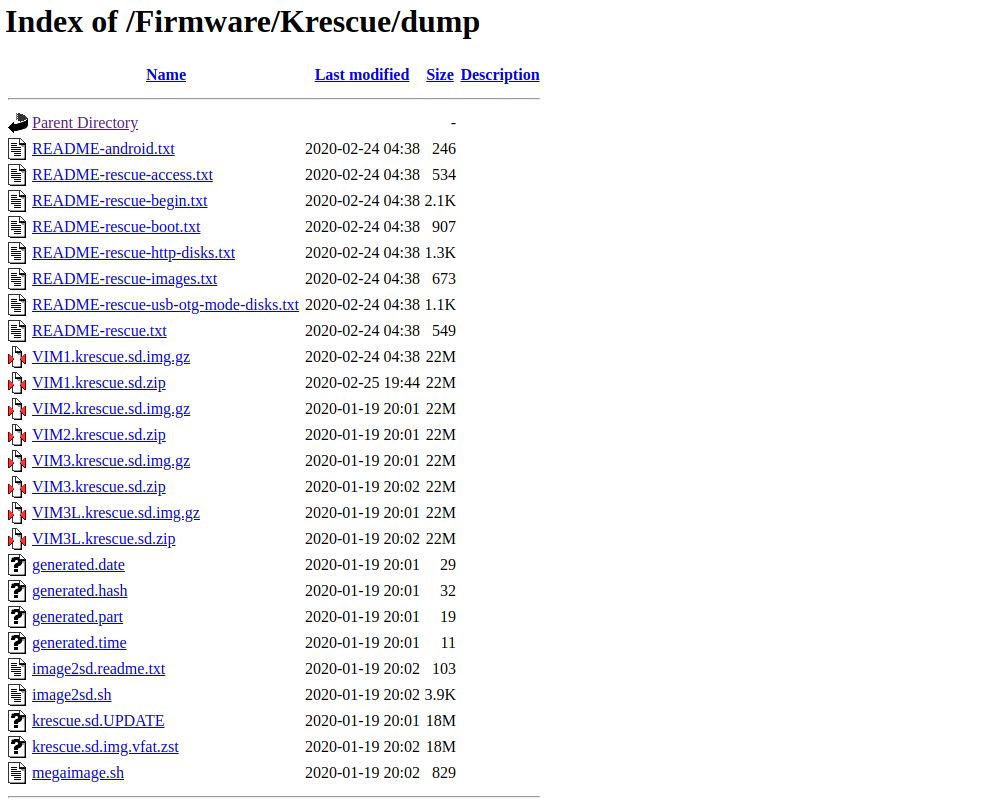 Index of /Firmware/Krescue/dump
Name Last modified Size Description
Parent Directory -
README-android.txt 2020-02-24 04:38 246
README-rescue-access.txt 2020-02-24 04:38 534
README-rescue-begin.txt 2020-02-24 04:38 2.1K
README-rescue-boot.txt 2020-02-24 04:38 907
README-rescue-http-disks.txt 2020-02-24 04:38 1.3K
README-rescue-images.txt 2020-02-24 04:38 673
README-rescue-usb-otg-mode-disks.txt 2020-02-24 04:38 1.1K
README-rescue.txt 2020-02-24 04:38 549
VIM1.krescue.sd.img.gz 2020-02-24 04:38 22M
VIM1.krescue.sd.zip 2020-02-25 19:44 22M
VIM2.krescue.sd.img.gz 2020-01-19 20:01 22M
VIM2.krescue.sd.zip 2020-01-19 20:01 22M
VIM3.krescue.sd.img.gz 2020-01-19 20:01 22M
VIM3.krescue.sd.zip 2020-01-19 20:02 22M
VIM3L.krescue.sd.img.gz 2020-01-19 20:01 22M
VIM3L.krescue.sd.zip 2020-01-19 20:02 22M
generated.date 2020-01-19 20:01 29
generated.hash 2020-01-19 20:01 32
generated.part 2020-01-19 20:01 19
generated.time 2020-01-19 20:01 11
image2sd.readme.txt 2020-01-19 20:02 103
image2sd.sh 2020-01-19 20:02 3.9K
krescue.sd.UPDATE 2020-01-19 20:01 18M
krescue.sd.img.vfat.zst 2020-01-19 20:02 18M
megaimage.sh 2020-01-19 20:02 829